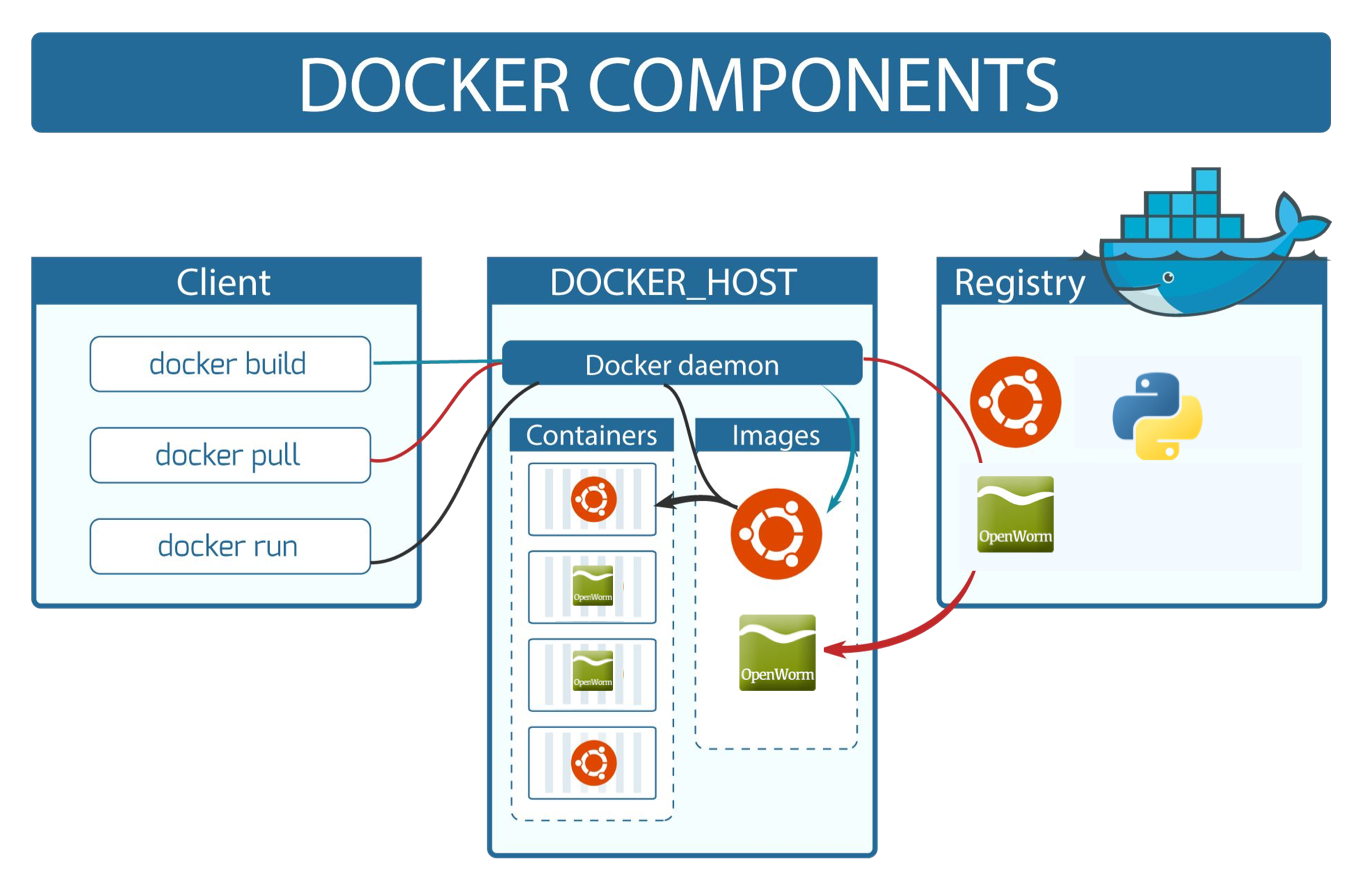 DOCKER COMPONENTS
Client
docker build
docker pull
docker run
DOCKER_HOST
Docker daemon
Containers
OpenWorm
OpenWorm
Images
OpenWorm
Registry
OpenWorm